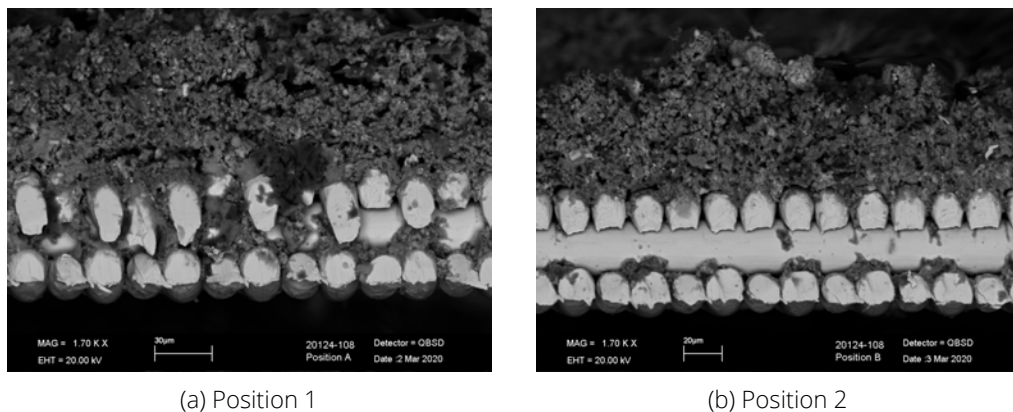 MAG = 1.70 K X
EHT = 20.00 kV
30µm
20124-108
Position A
Detector = QBSD
Date :2 Mar 2020
MAG = 1.70 K X
EHT = 20.00 kV
20µm
20124-108
Position B
Detector = QBSD
Date :3 Mar 2020
(a) Position 1
(b) Position 2